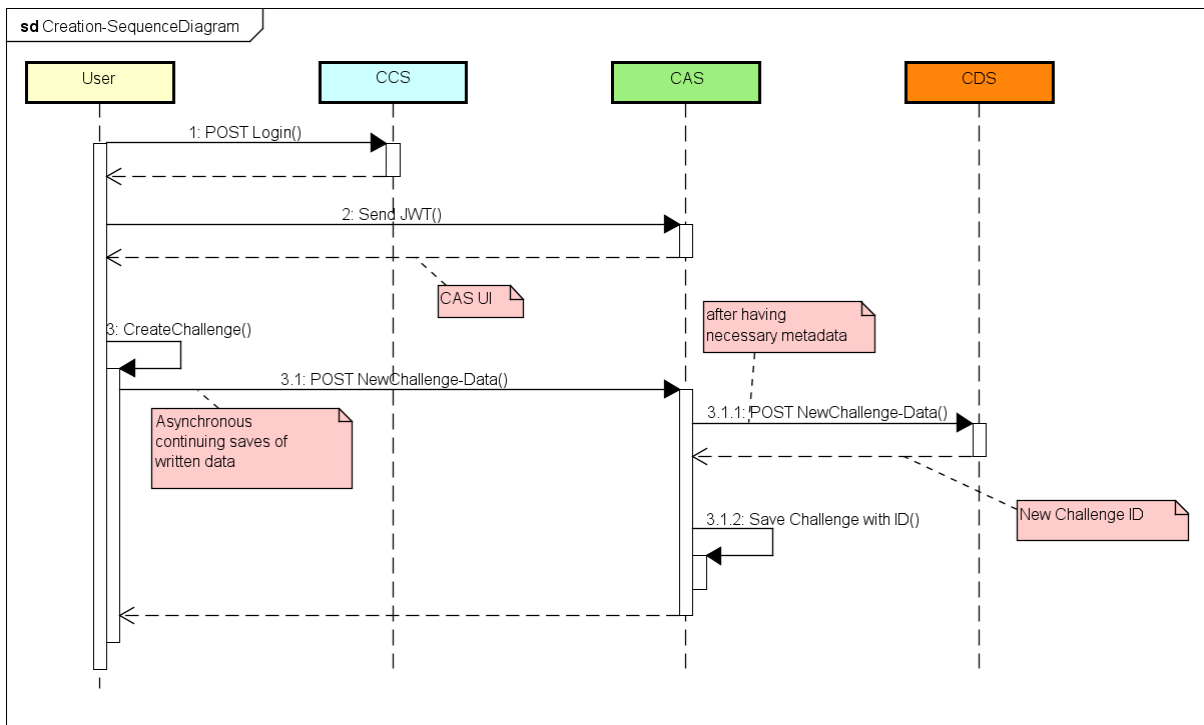 sd Creation-SequenceDiagram
User
CCS
CAS
CDS
1: POST Login()
2: Send JWT()
CAS UI
after having
necessary metadata
3: CreateChallenge()
3.1: POST NewChallenge-Data()
Asynchronous
continuing saves of
written data
3.1.1: POST NewChallenge-Data()
New Challenge ID
3.1.2: Save Challenge with ID()